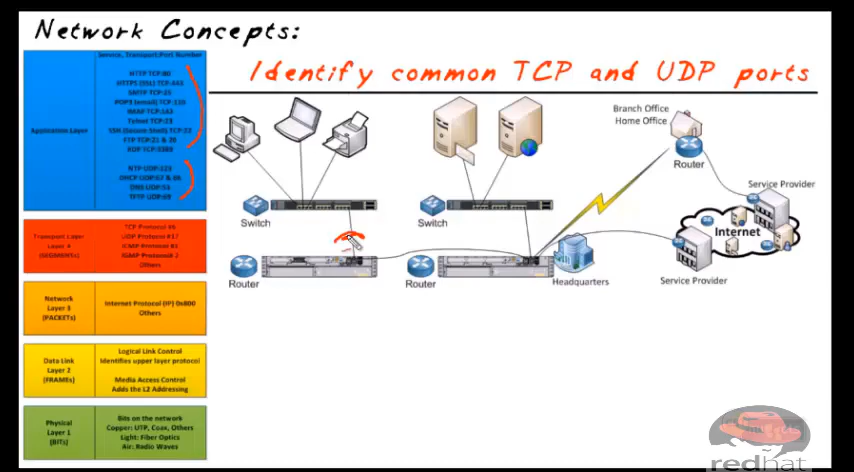 Network Concepts:
Identify common TCP and UDP ports
Service, Transport:Port Number
HTTP TCP:80
HTTPS (SSL) TCP:443
SMTP TCP:25
POP3 (email) TCP:110
IMAP TCP:143
Telnet TCP:23
SSH (Secure Shell) TCP:22
FTP TCP:21 & 20
RDP TCP:3389
NTP UDP:123
DHCP UDP:67 & 68
DNS UDP:53
TFTP UDP:69
Application Layer
Transport Layer
Layer 4
(SEGMENTs)
TCP Protocol #6
UDP Protocol #17
ICMP Protocol #1
IGMP Protocol# 2
Others
Network
Layer 3
(PACKETs)
Internet Protocol (IP) 0x800
Others
Data Link
Layer 2
(FRAMEs)
Logical Link Control
Identifies upper layer protocol
Media Access Control
Adds the L2 Addressing
Physical
Layer 1
(BITs)
Bits on the network
Copper: UTP, Coax, Others
Light: Fiber Optics
Air: Radio Waves
Switch
Switch
Router
Router
Branch Office
Home Office
Router
Service Provider
Internet
Headquarters
Service Provider
redhat